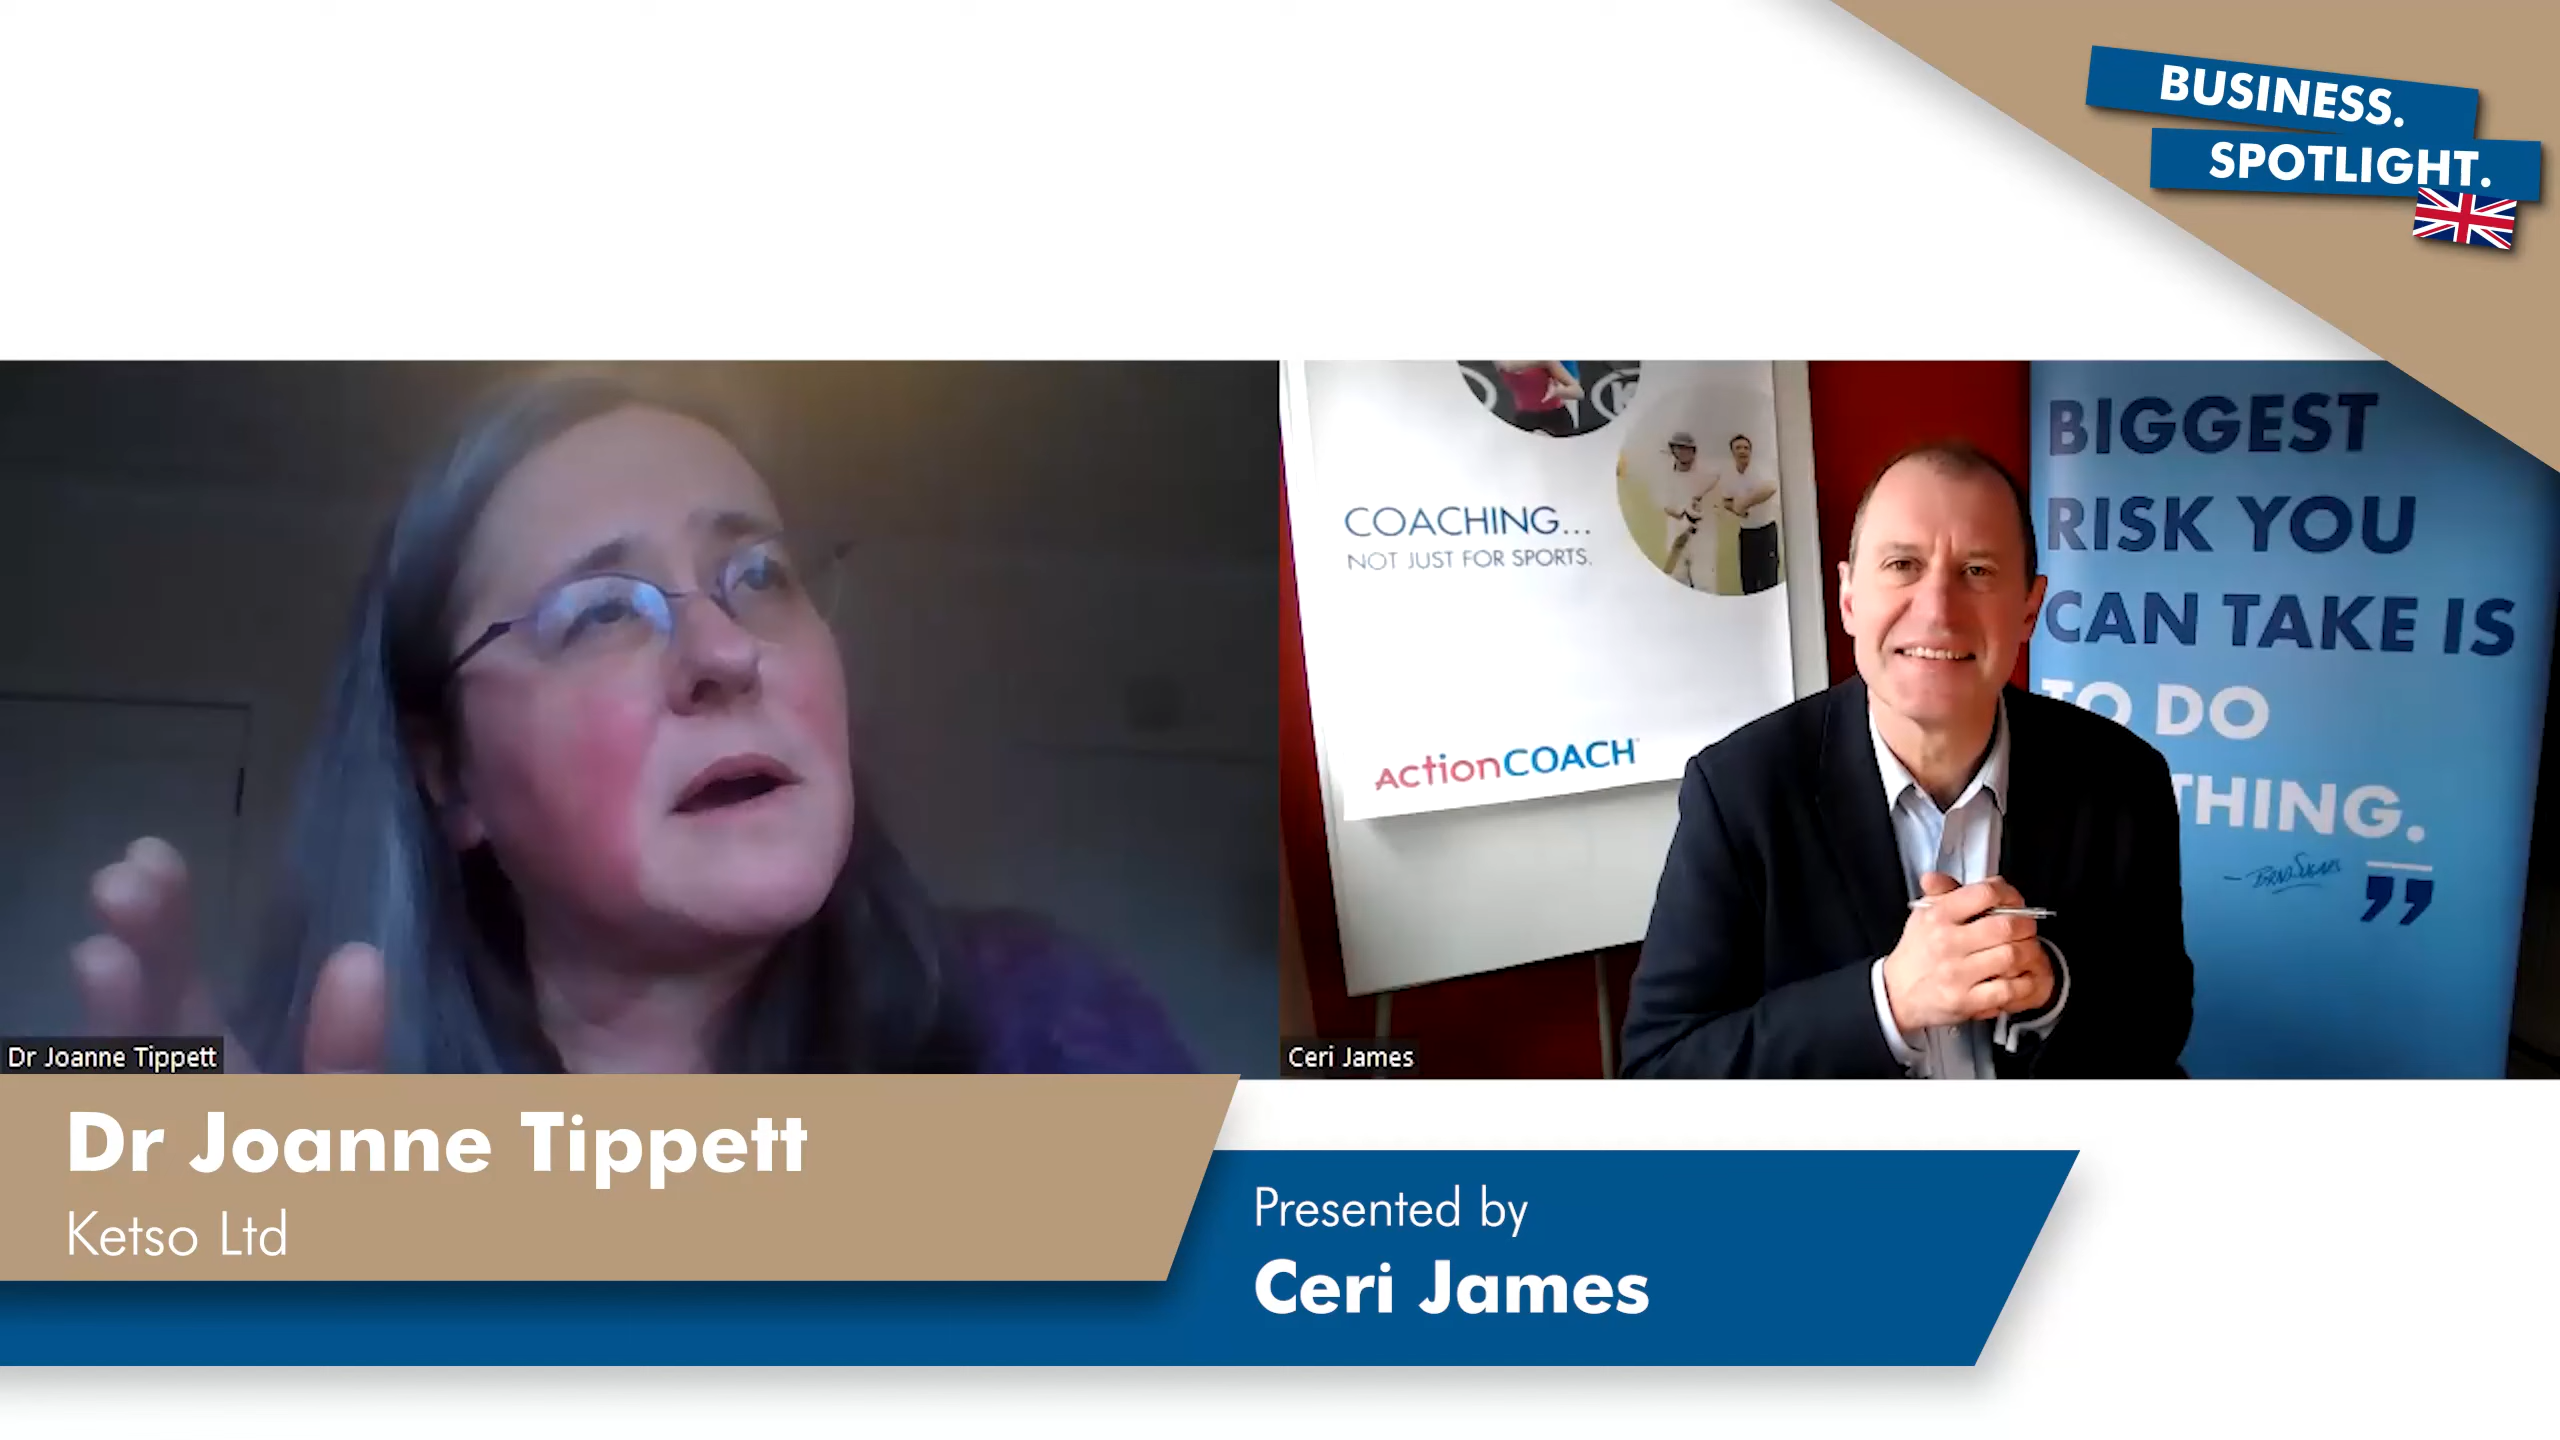 BUSINESS.
SPOTLIGHT.
COACHING...
NOT JUST FOR SPORTS.
ACTiONCOACH
BIGGEST
RISK YOU
CAN TAKE IS
TO DO
THING.
”
Dr Joanne Tippett
Ceri James
Dr Joanne Tippett
Ketso Ltd
Presented by
Ceri James